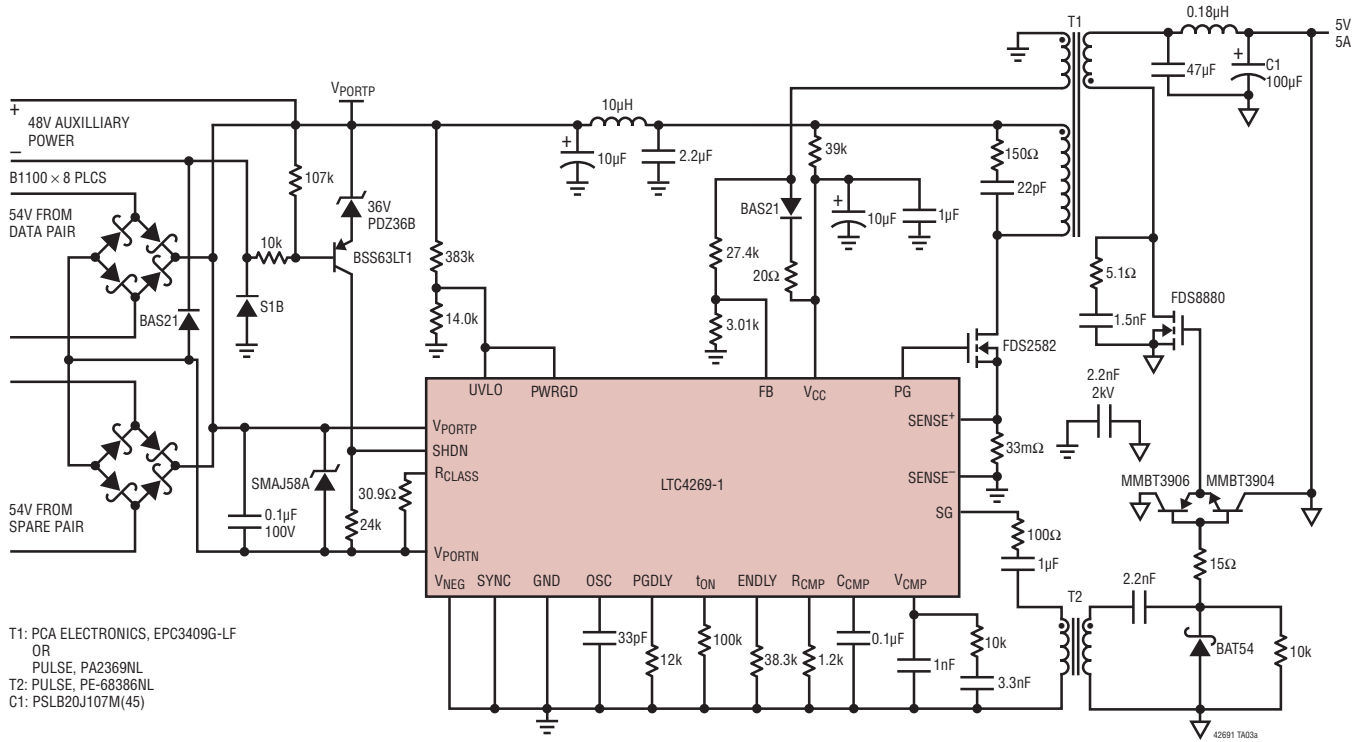 T1
0.18µH
5V
5A
47µF
+
C1
100µF
+
48V AUXILLIARY
POWER
–
VPORTP
10µH
+
10µF
2.2µF
39k
150Ω
22pF
B1100 × 8 PLCS
54V FROM
DATA PAIR
107k
36V
PDZ36B
10k
BSS63LT1
383k
14.0k
BAS21
+
10µF
1µF
27.4k
20Ω
3.01k
BAS21
S1B
5.1Ω
1.5nF
FDS8880
FDS2582
UVLO
PWRGD
FB
VCC
PG
VPORTP
SHDN
RCLASS
VPORTN
LTC4269-1
SENSE+
SENSE–
SG
33mΩ
2.2nF
2kV
54V FROM
SPARE PAIR
0.1µF
100V
SMAJ58A
30.9Ω
24k
MMBT3906
MMBT3904
100Ω
1µF
15Ω
VNEG
SYNC
GND
OSC
PGDLY
tON
ENDLY
RCMP
CCMP
VCMP
33pF
12k
100k
38.3k
1.2k
0.1µF
1nF
10k
3.3nF
T2
2.2nF
BAT54
10k
T1: PCA ELECTRONICS, EPC3409G-LF
OR
PULSE, PA2369NL
T2: PULSE, PE-68386NL
C1: PSLB20J107M(45)
42691 TA03a